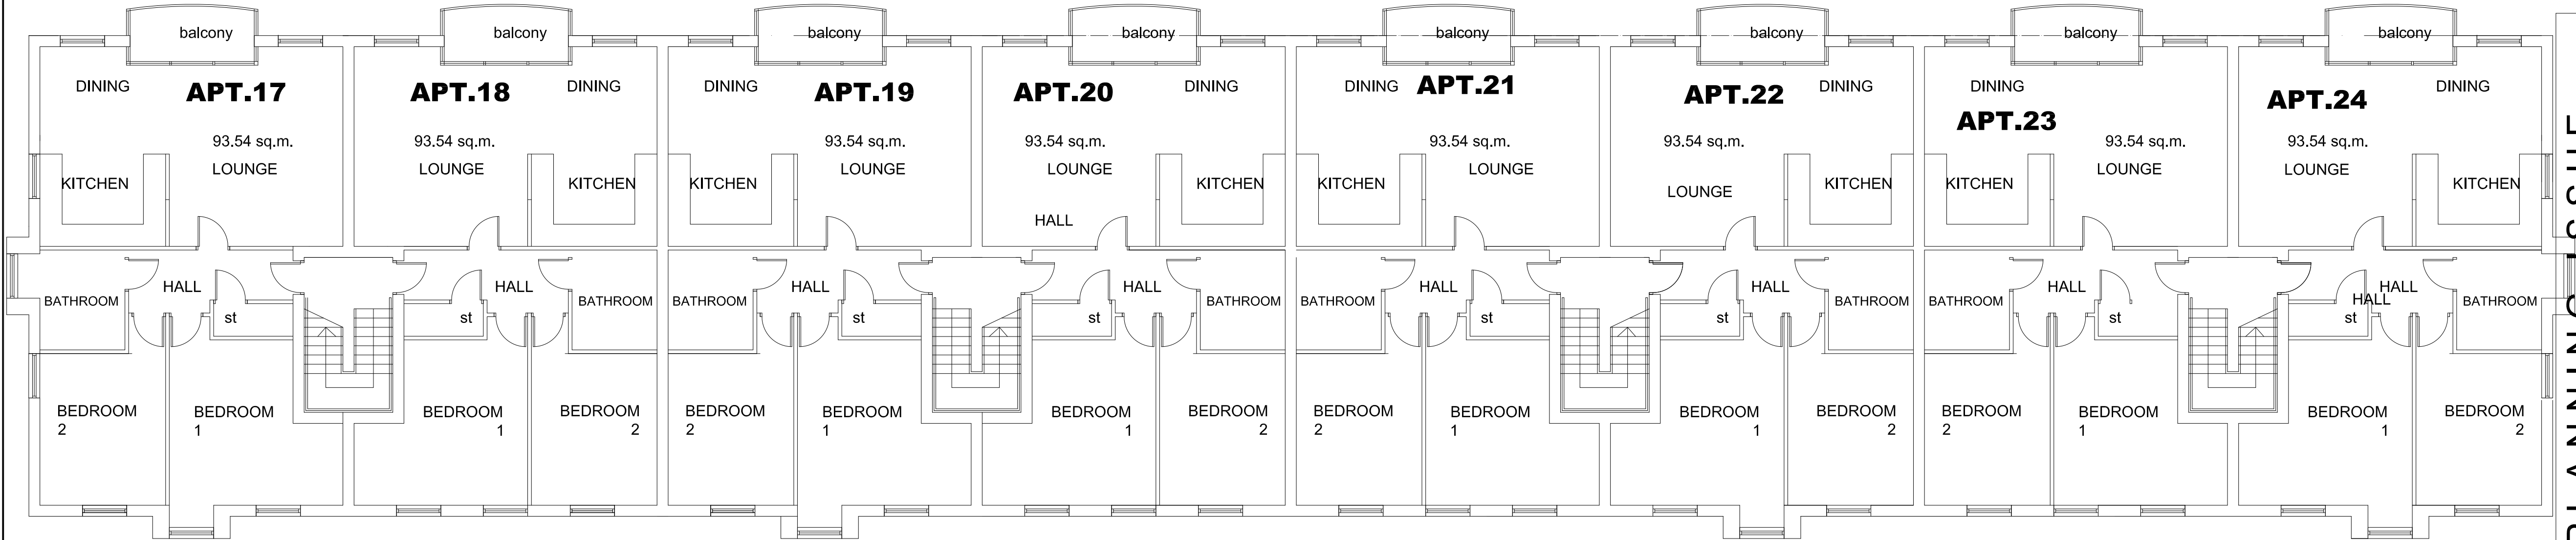 balcony balcony balcony balcony balcony balcony balcony balcony
DINING APT.17 APT.18 DINING DINING APT.19 APT.20 DINING DINING APT.21 APT.22 DINING DINING APT.23 APT.24 DINING
93.54 sq.m. 93.54 sq.m. 93.54 sq.m. 93.54 sq.m. 93.54 sq.m. 93.54 sq.m. 93.54 sq.m. 93.54 sq.m.
LOUNGE LOUNGE LOUNGE LOUNGE LOUNGE LOUNGE LOUNGE LOUNGE
KITCHEN KITCHEN KITCHEN KITCHEN KITCHEN KITCHEN KITCHEN KITCHEN
HALL
HALL HALL HALL HALL HALL HALL HALL HALL
HALL
BATHROOM BATHROOM BATHROOM BATHROOM BATHROOM BATHROOM BATHROOM BATHROOM
st st st st st st st st
BEDROOM BEDROOM BEDROOM BEDROOM BEDROOM BEDROOM BEDROOM BEDROOM BEDROOM BEDROOM BEDROOM BEDROOM BEDROOM BEDROOM BEDROOM BEDROOM
2 1 1 2 2 1 1 2 2 1 1 2 2 1 1 2
PLANNING ISSUE